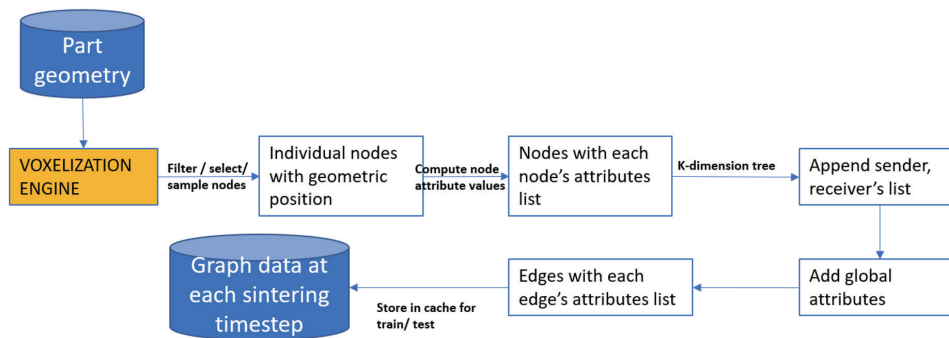 Part
geometry
VOXELIZATION
ENGINE
Filter / select/
sample nodes
Individual nodes
with geometric
position
Compute node
attribute values
Nodes with each
node's attributes
list
K-dimension tree
Append sender,
receiver's list
Add global
attributes
Edges with each
edge's attributes list
Store in cache for
train/ test
Graph data at
each sintering
timestep